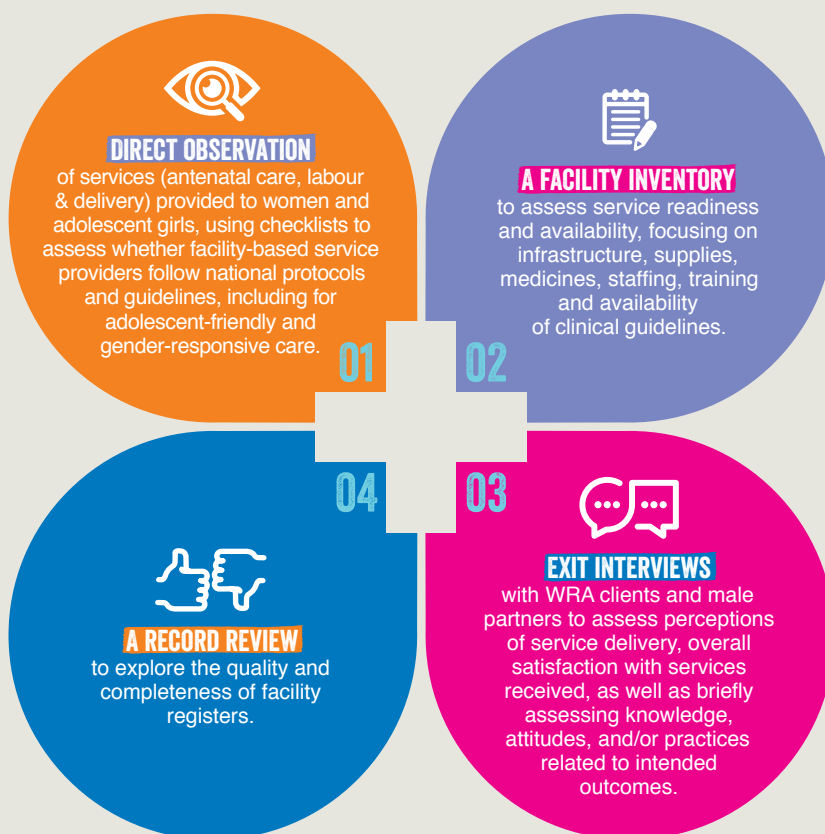 DIRECT OBSERVATION
of services (antenatal care, labour
& delivery) provided to women and
adolescent girls, using checklists to
assess whether facility-based service
providers follow national protocols
and guidelines, including for
adolescent-friendly and
gender-responsive care.
01
A FACILITY INVENTORY
to assess service readiness
and availability, focusing on
infrastructure, supplies,
medicines, staffing, training
and availability
of clinical guidelines.
02
03
EXIT INTERVIEWS
with WRA clients and male
partners to assess perceptions
of service delivery, overall
satisfaction with services
received, as well as briefly
assessing knowledge,
attitudes, and/or practices
related to intended
outcomes.
04
A RECORD REVIEW
to explore the quality and
completeness of facility
registers.